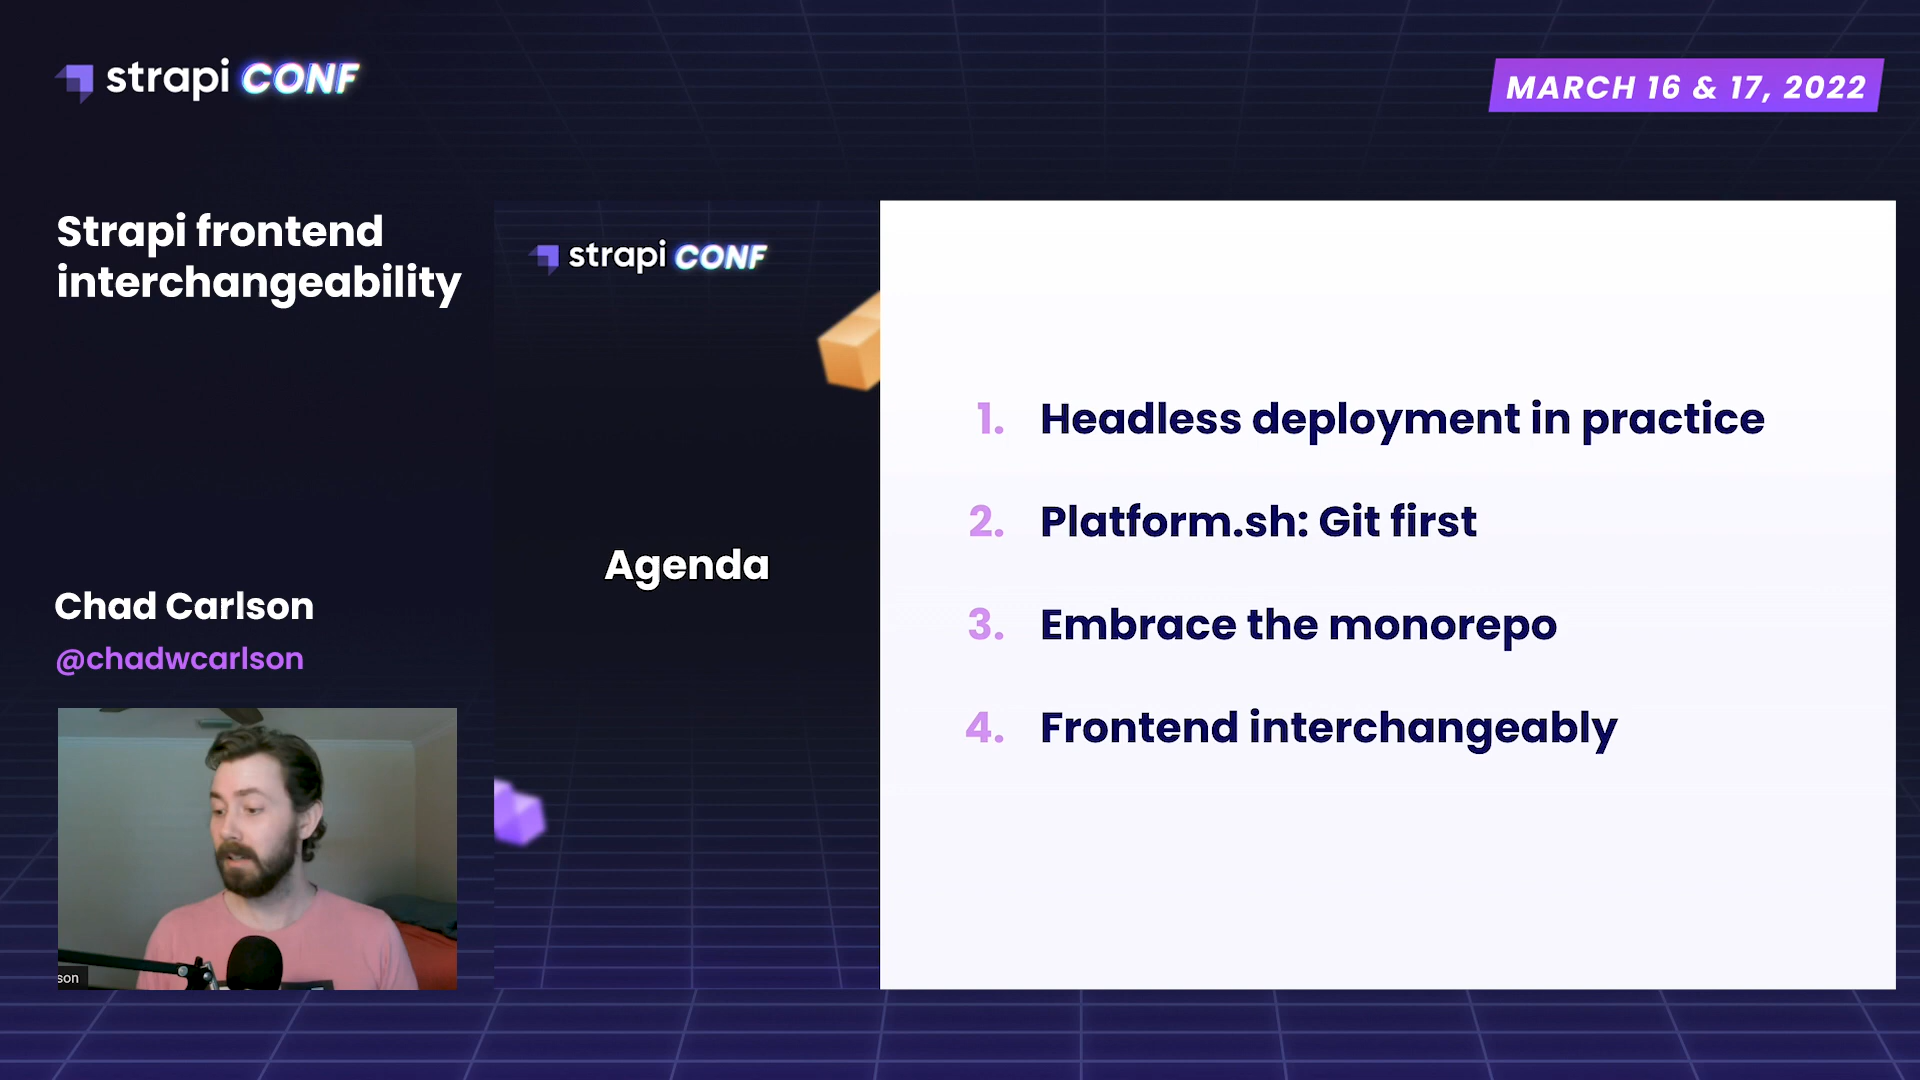 strapi CONF
MARCH 16 & 17, 2022
Strapi frontend
interchangeability
Chad Carlson
@chadwcarlson
son
strapi CONF
Agenda
1. Headless deployment in practice
2. Platform.sh: Git first
3. Embrace the monorepo
4. Frontend interchangeably